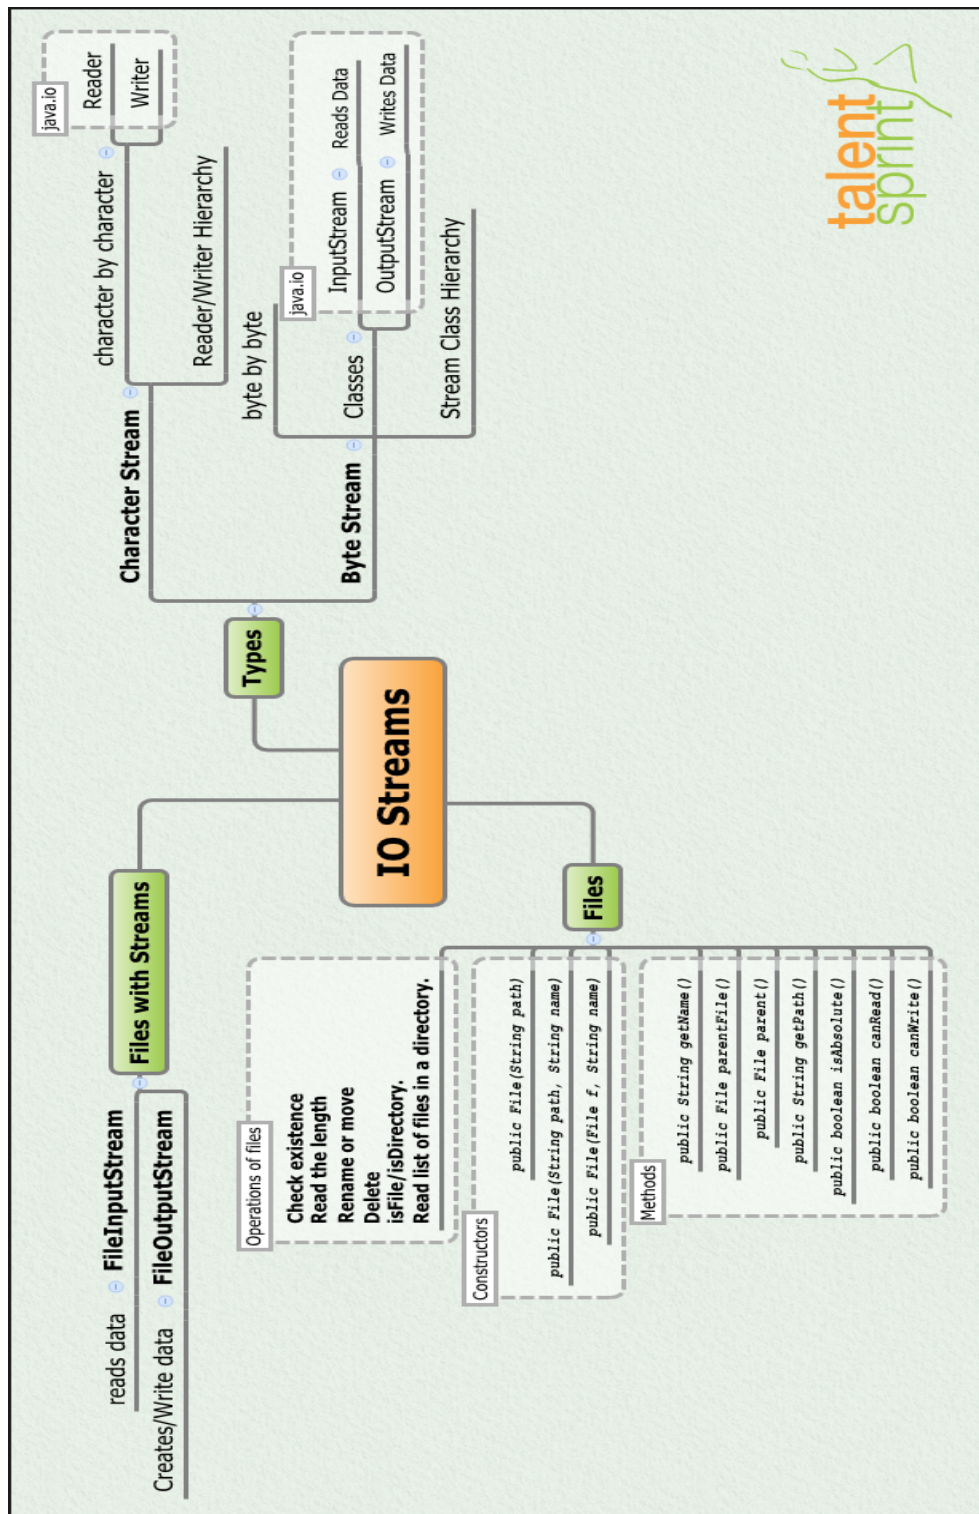 IO Streams
Types
Character Stream
character by character
java.io
Reader
Writer
Reader/Writer Hierarchy
Byte Stream
byte by byte
Classes
java.io
InputStream
Reads Data
OutputStream
Writes Data
Stream Class Hierarchy
Files with Streams
FileInputStream
reads data
FileOutputStream
Creates/Write data
Files
Operations of files
Check existence
Read the length
Rename or move
Delete
isFile/isDirectory.
Read list of files in a directory.
Constructors
public File(String path)
public File(String path, String name)
public File(File f, String name)
Methods
public String getName()
public File parentFile()
public File parent()
public String getPath()
public boolean isAbsolute()
public boolean canRead()
public boolean canWrite()
talent
sprint